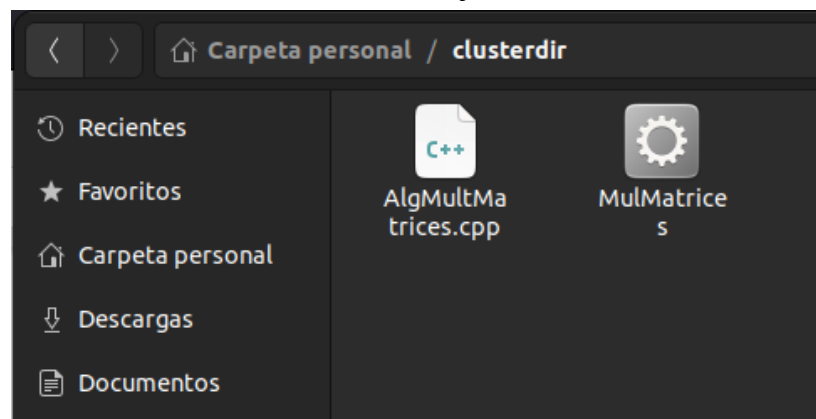 Carpeta personal / clusterdir
Recientes
Favoritos
Carpeta personal
Descargas
Documentos
C++
AlgMultMa
trices.cpp
MulMatrice
s